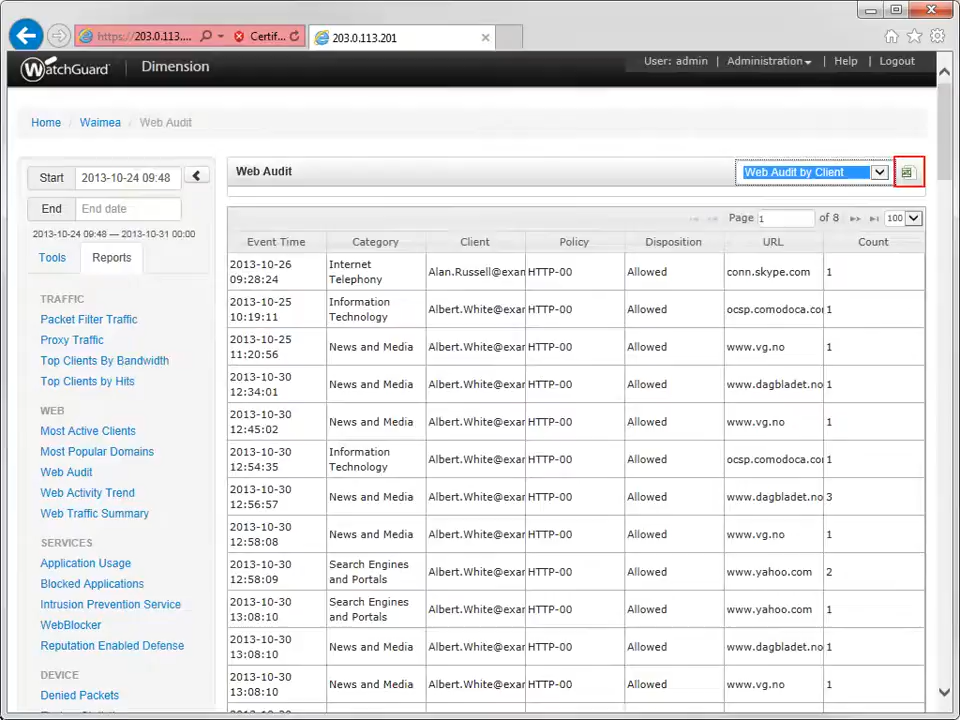 https://203.0.113.... Certif...
203.0.113.201
WatchGuard Dimension
User: admin | Administration | Help | Logout
Home / Waimea / Web Audit
Start 2013-10-24 09:48
End End date
2013-10-24 09:48 — 2013-10-31 00:00
Tools Reports
TRAFFIC
Packet Filter Traffic
Proxy Traffic
Top Clients By Bandwidth
Top Clients by Hits
WEB
Most Active Clients
Most Popular Domains
Web Audit
Web Activity Trend
Web Traffic Summary
SERVICES
Application Usage
Blocked Applications
Intrusion Prevention Service
WebBlocker
Reputation Enabled Defense
DEVICE
Denied Packets
Web Audit Web Audit by Client
Page 1 of 8 100
Event Time Category Client Policy Disposition URL Count
2013-10-26 09:28:24 Internet Telephony Alan.Russell@exan HTTP-00 Allowed conn.skype.com 1
2013-10-25 10:19:11 Information Technology Albert.White@exar HTTP-00 Allowed ocsp.comodoca.co 1
2013-10-25 11:20:56 News and Media Albert.White@exar HTTP-00 Allowed www.vg.no 1
2013-10-30 12:34:01 News and Media Albert.White@exar HTTP-00 Allowed www.dagbladet.no 1
2013-10-30 12:45:02 News and Media Albert.White@exar HTTP-00 Allowed www.vg.no 1
2013-10-30 12:54:35 Information Technology Albert.White@exar HTTP-00 Allowed ocsp.comodoca.co 1
2013-10-30 12:56:57 News and Media Albert.White@exar HTTP-00 Allowed www.dagbladet.no 3
2013-10-30 12:58:08 News and Media Albert.White@exar HTTP-00 Allowed www.vg.no 1
2013-10-30 12:58:09 Search Engines and Portals Albert.White@exar HTTP-00 Allowed www.yahoo.com 2
2013-10-30 13:08:10 Search Engines and Portals Albert.White@exar HTTP-00 Allowed www.yahoo.com 1
2013-10-30 13:08:10 News and Media Albert.White@exar HTTP-00 Allowed www.dagbladet.no 1
2013-10-30 13:08:10 News and Media Albert.White@exar HTTP-00 Allowed www.vg.no 1